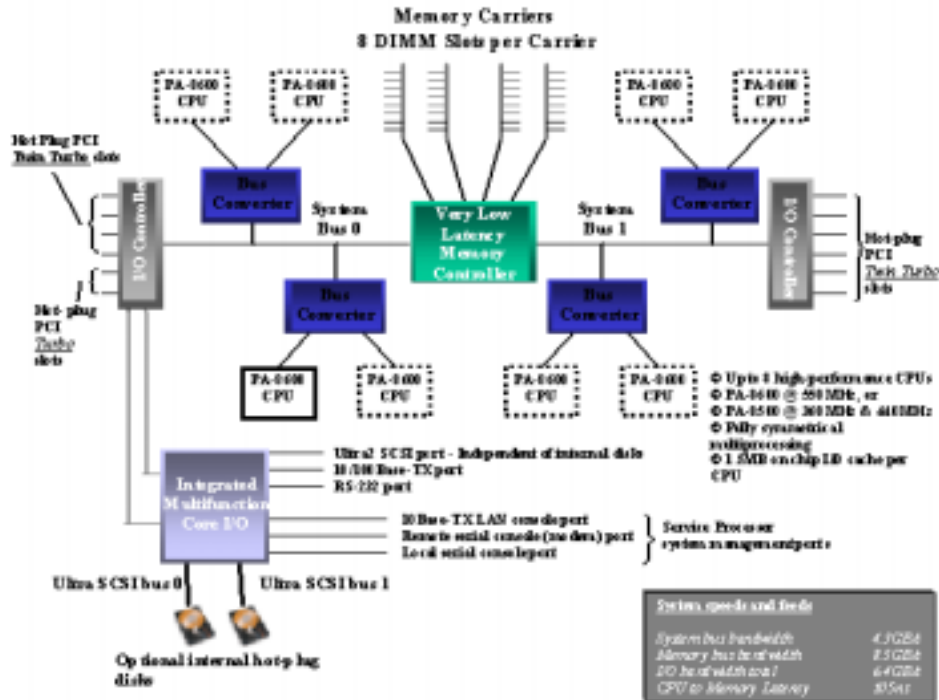 Memory Carriers
8 DIMM Slots per Carrier
PA-8600
CPU
PA-8600
CPU
PA-8600
CPU
PA-8600
CPU
Hot Plug PCI
Twin Turbo slots
I/O Controller
Bus
Converter
System
Bus 0
Very Low
Latency
Memory
Controller
System
Bus 1
Bus
Converter
I/O Controller
Hot-plug
PCI
Twin Turbo
slots
Hot-plug
PCI
Turbo
slots
Bus
Converter
Bus
Converter
PA-8600
CPU
PA-8600
CPU
PA-8600
CPU
PA-8600
CPU
Up to 8 high-performance CPUs
PA-8600 @ 550 MHz, or
PA-8500 @ 360 MHz & 440 MHz
Fully symmetrical
multiprocessing
1.5MB on chip I/D cache per
CPU
Integrated
Multifunction
Core I/O
Ultra2 SCSI port - Independent of internal disks
10/100 Base-TX port
RS-232 port
10 Base-TX LAN console port
Remote serial console (modem) port
Local serial console port
Service Processor
system management ports
Ultra SCSI bus 0
Ultra SCSI bus 1
Optional internal hot-plug
disks
System speeds and feeds
System bus bandwidth
Memory bus bandwidth
I/O bandwidth total
CPU to Memory Latency